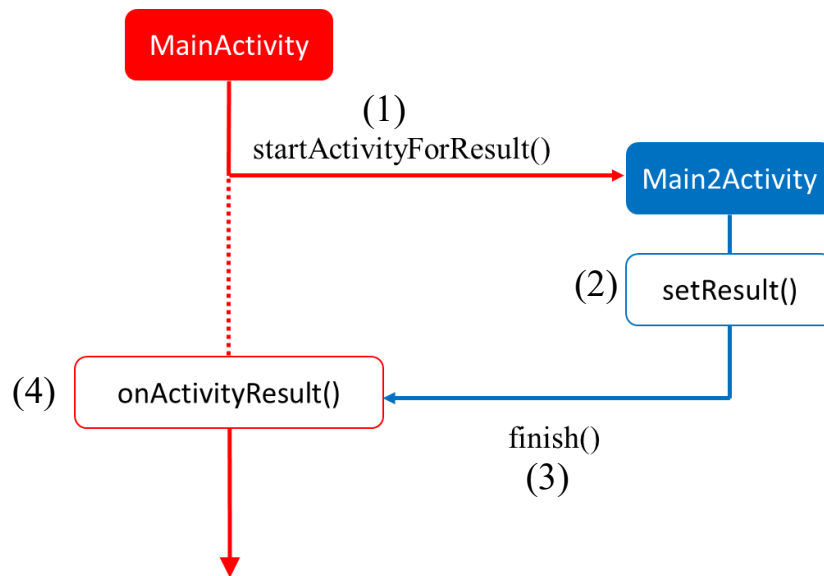 MainActivity
(1)
startActivityForResult()
Main2Activity
(2)
setResult()
(4)
onActivityResult()
finish()
(3)